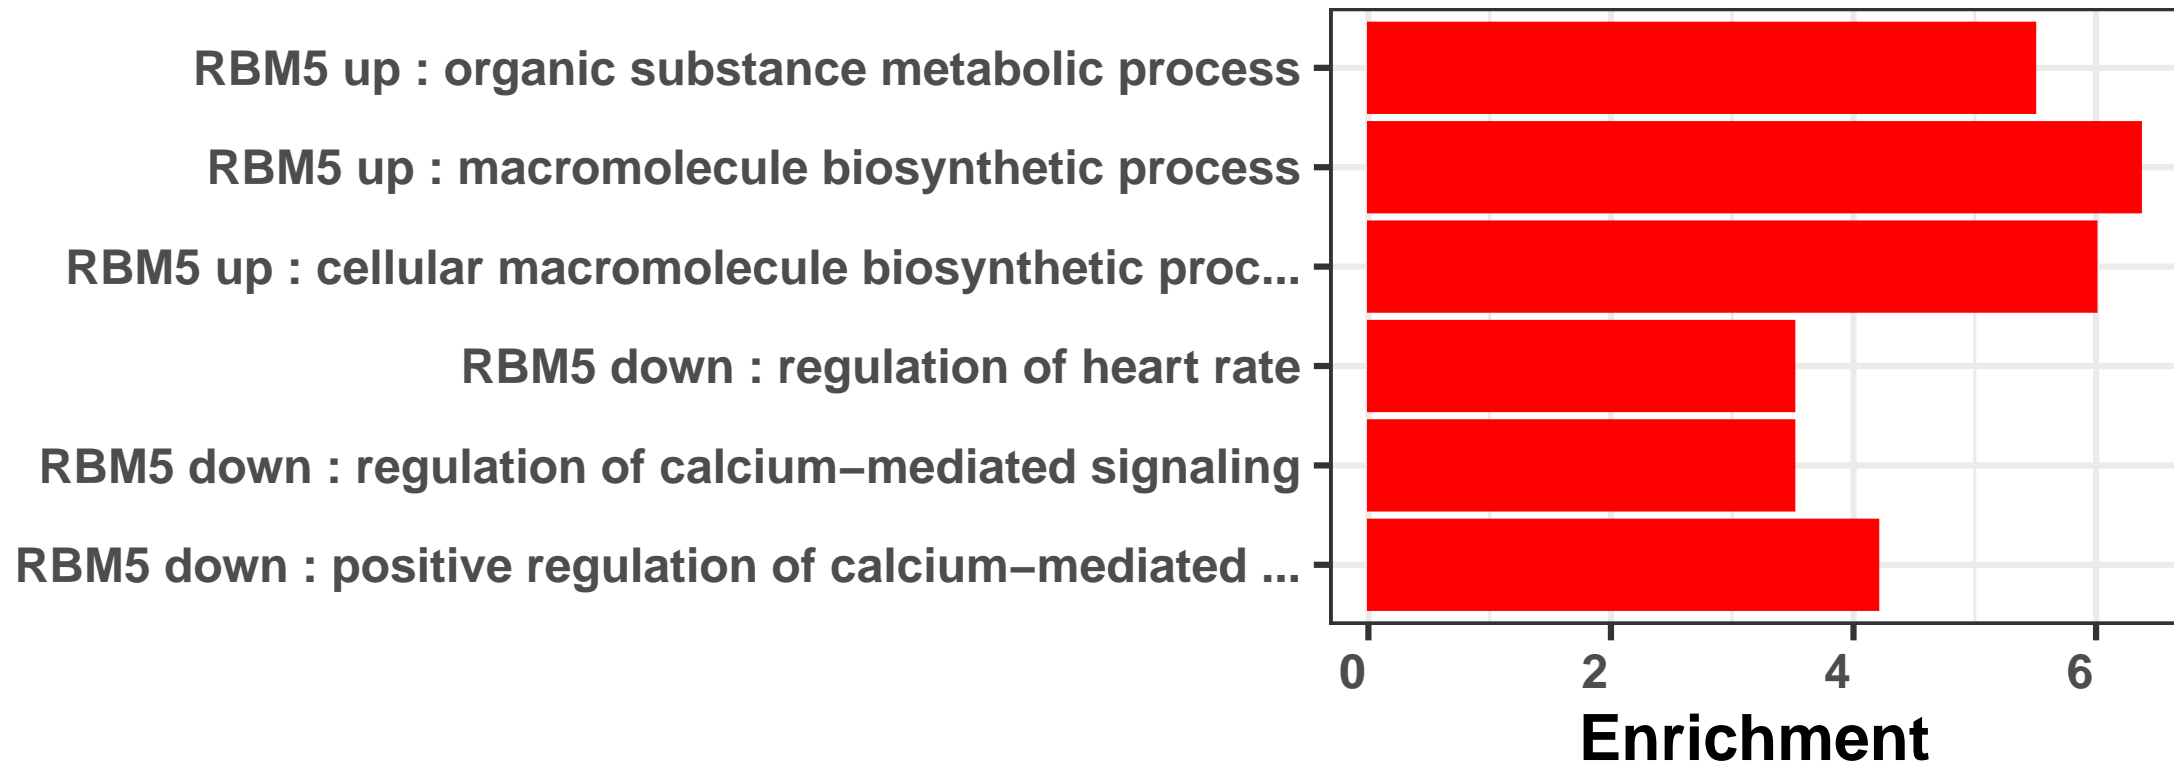 RBM5 up : organic substance metabolic process
RBM5 up : macromolecule biosynthetic process
RBM5 up : cellular macromolecule biosynthetic proc...
RBM5 down : regulation of heart rate
RBM5 down : regulation of calcium−mediated signaling
RBM5 down : positive regulation of calcium−mediated ...
0 2 4 6
Enrichment